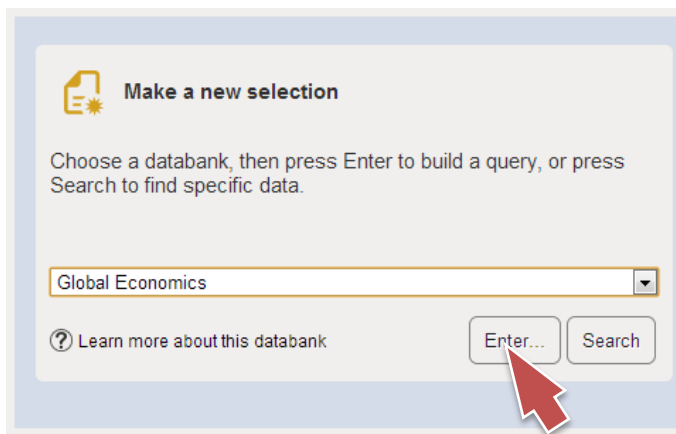 Make a new selection
Choose a databank, then press Enter to build a query, or press
Search to find specific data.
Global Economics
? Learn more about this databank
Enter...
Search